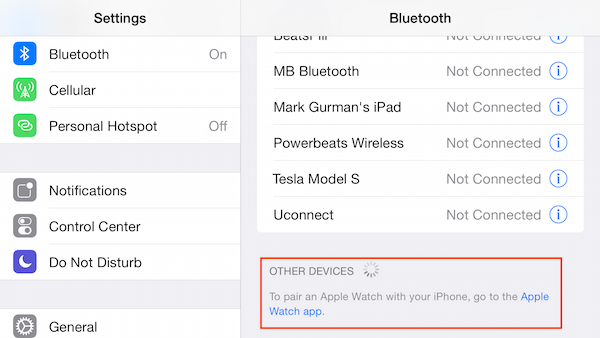 Settings
Bluetooth
Bluetooth On
Cellular
Personal Hotspot Off
Notifications
Control Center
Do Not Disturb
General
Not Connected
MB Bluetooth Not Connected
Mark Gurman's iPad Not Connected
Powerbeats Wireless Not Connected
Tesla Model S Not Connected
Uconnect Not Connected
OTHER DEVICES
To pair an Apple Watch with your iPhone, go to the Apple
Watch app.